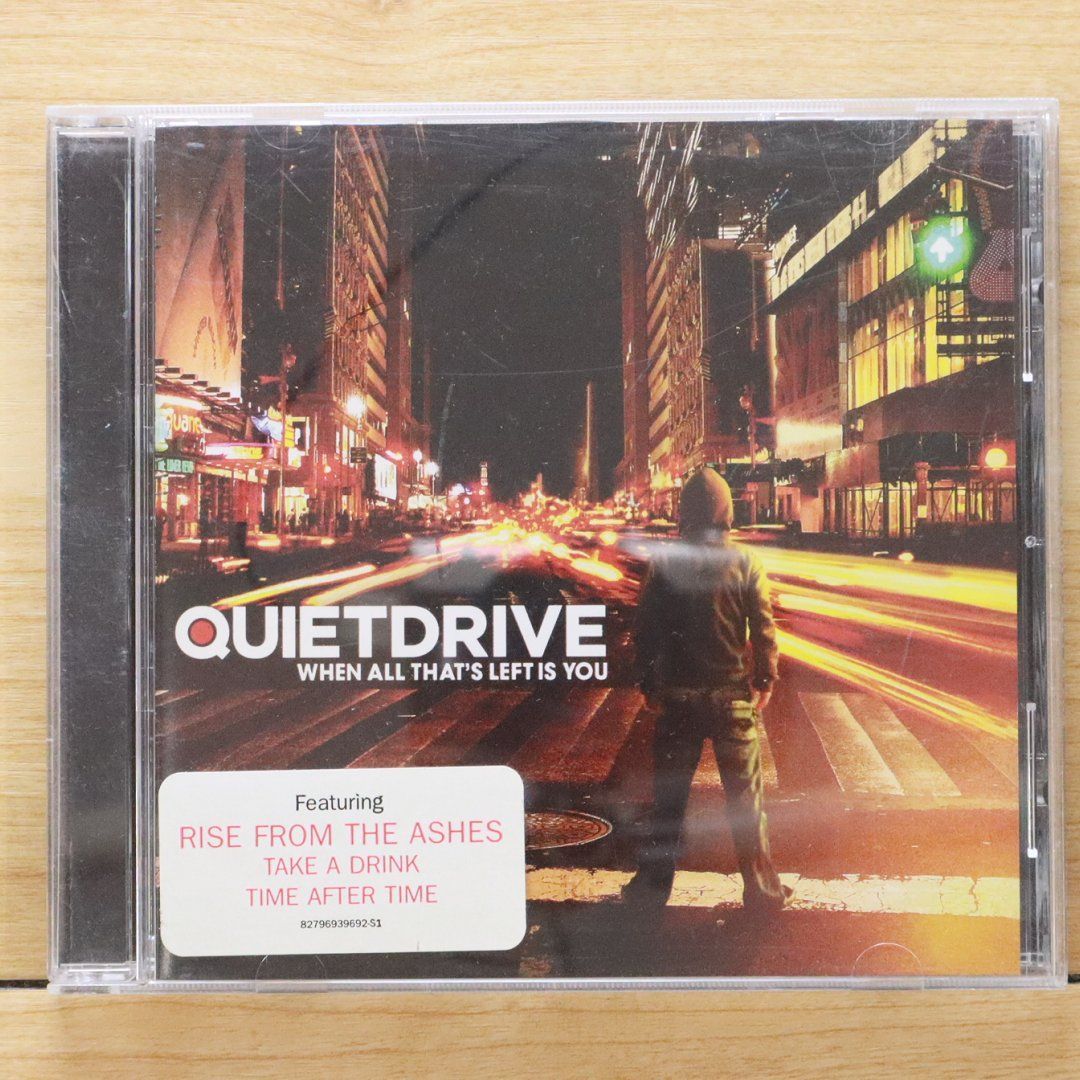 QUIETDRIVE
WHEN ALL THAT'S LEFT IS YOU
Featuring
RISE FROM THE ASHES
TAKE A DRINK
TIME AFTER TIME
82796939692-S1